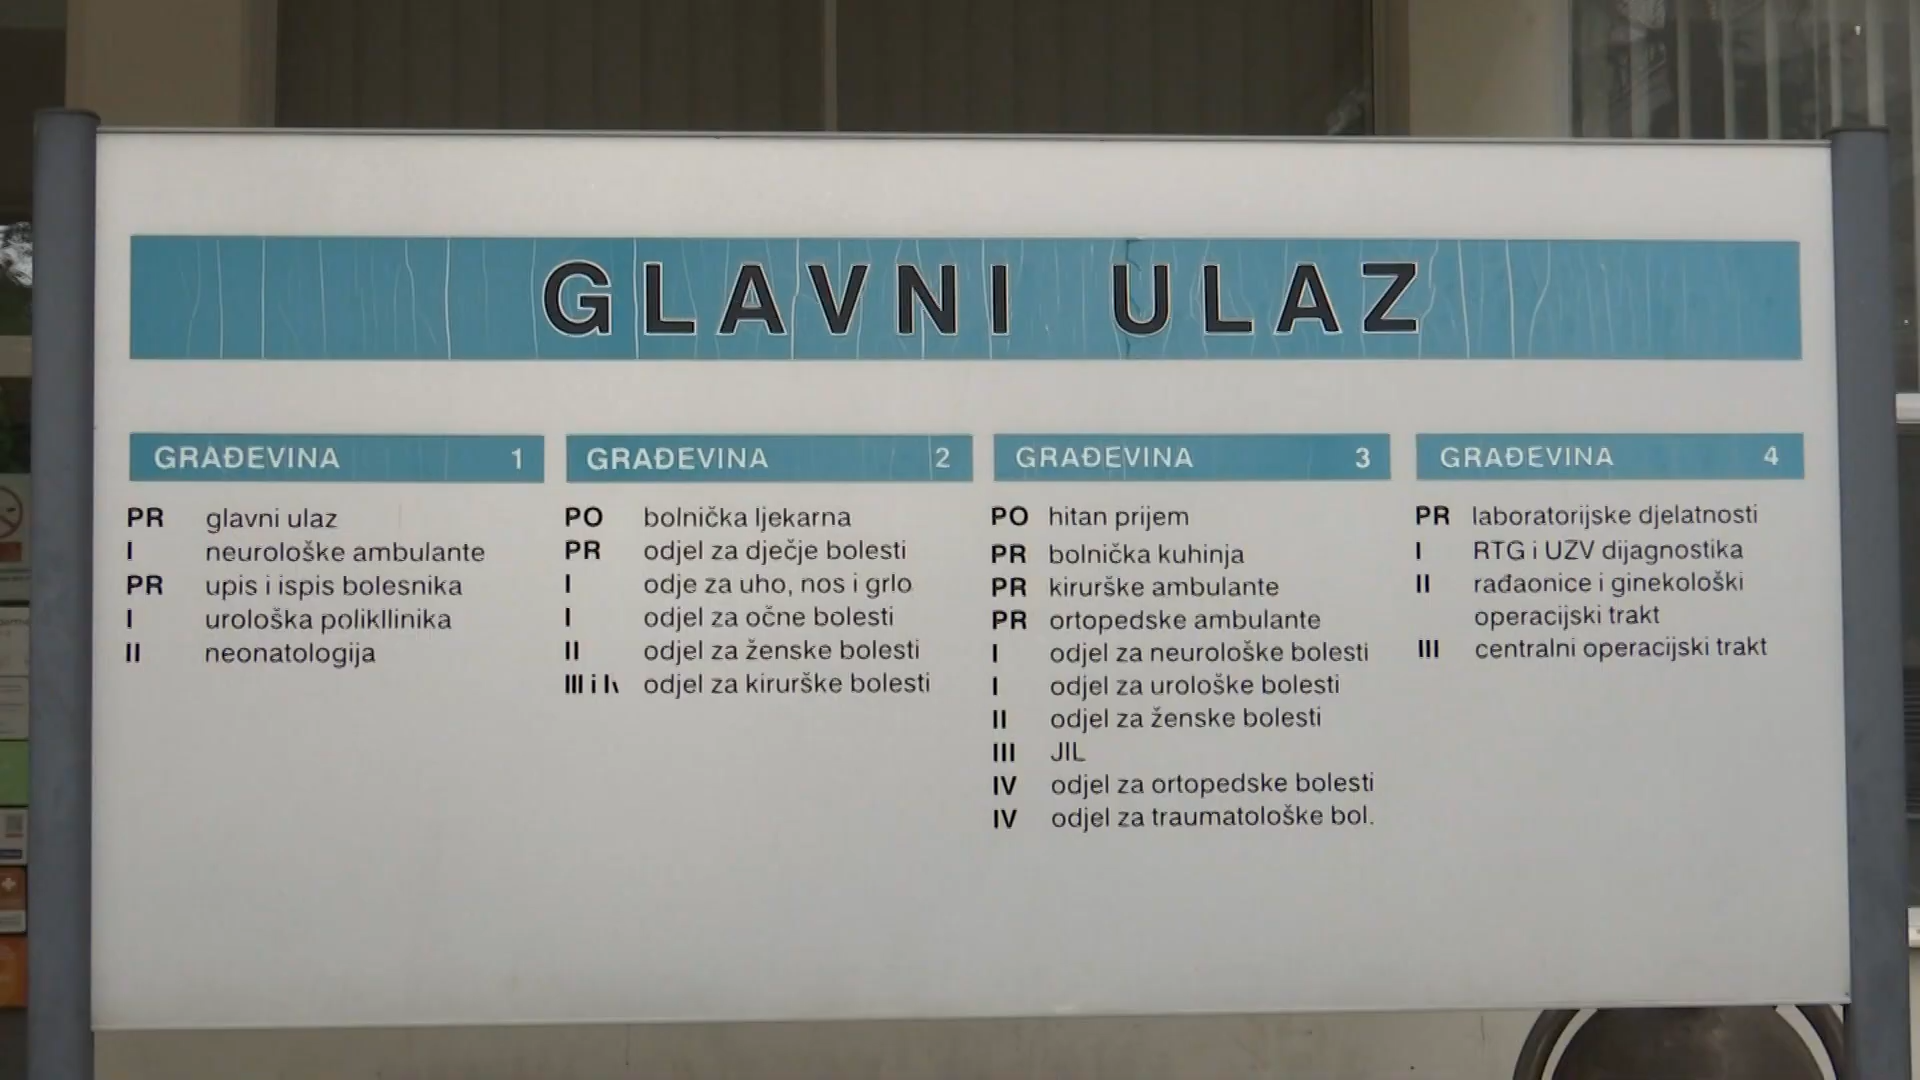 GLAVNI ULAZ
GRAĐEVINA 1
PR glavni ulaz
I neurološke ambulante
PR upis i ispis bolesnika
I urološka polikllinika
II neonatologija
GRAĐEVINA 2
PO bolnička ljekarna
PR odjel za dječje bolesti
I odje za uho, nos i grlo
I odjel za očne bolesti
II odjel za ženske bolesti
III i I\ odjel za kirurške bolesti
GRAĐEVINA 3
PO hitan prijem
PR bolnička kuhinja
PR kirurške ambulante
PR ortopedske ambulante
I odjel za neurološke bolesti
I odjel za urološke bolesti
II odjel za ženske bolesti
III JIL
IV odjel za ortopedske bolesti
IV odjel za traumatološke bol.
GRAĐEVINA 4
PR laboratorijske djelatnosti
I RTG i UZV dijagnostika
II rađaonice i ginekološki
operacijski trakt
III centralni operacijski trakt